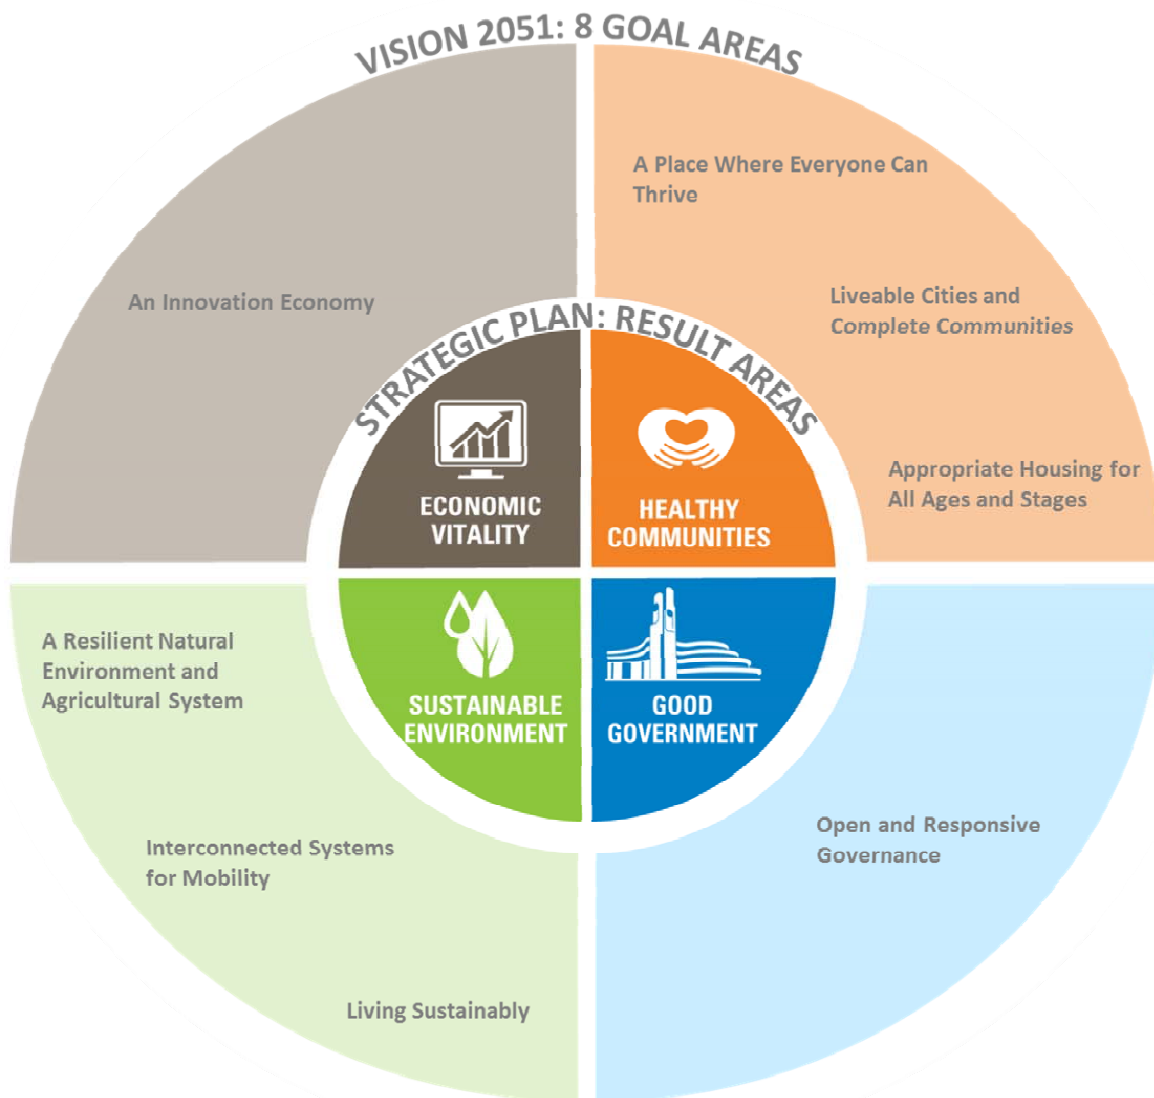 VISION 2051: 8 GOAL AREAS
A Place Where Everyone Can
Thrive
An Innovation Economy
Liveable Cities and
Complete Communities
STRATEGIC PLAN: RESULT AREAS
Appropriate Housing for
All Ages and Stages
ECONOMIC
VITALITY
HEALTHY
COMMUNITIES
A Resilient Natural
Environment and
Agricultural System
SUSTAINABLE
ENVIRONMENT
GOOD
GOVERNMENT
Interconnected Systems
for Mobility
Open and Responsive
Governance
Living Sustainably